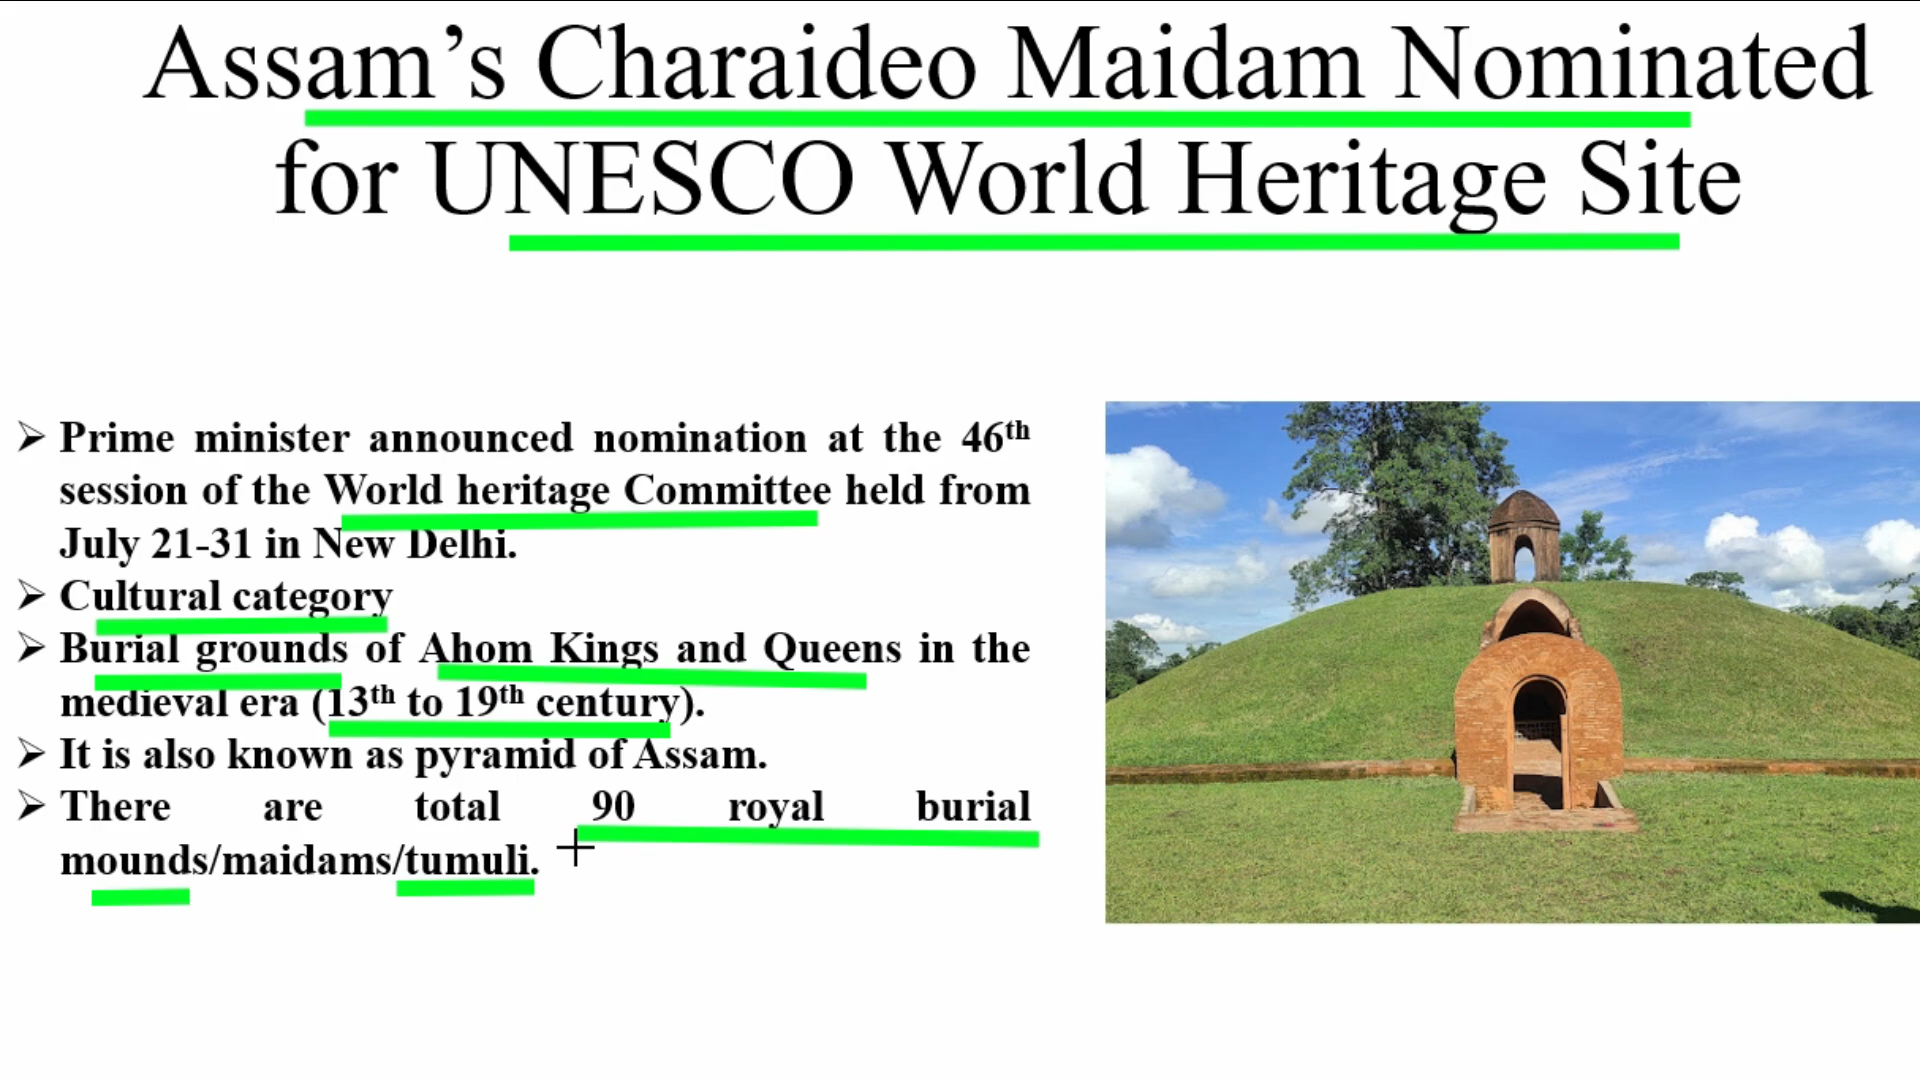 Assam’s Charaideo Maidam Nominated
for UNESCO World Heritage Site
➢ Prime minister announced nomination at the 46th
session of the World heritage Committee held from
July 21-31 in New Delhi.
➢ Cultural category
➢ Burial grounds of Ahom Kings and Queens in the
medieval era (13th to 19th century).
➢ It is also known as pyramid of Assam.
➢ There are total 90 royal burial
mounds/maidams/tumuli.